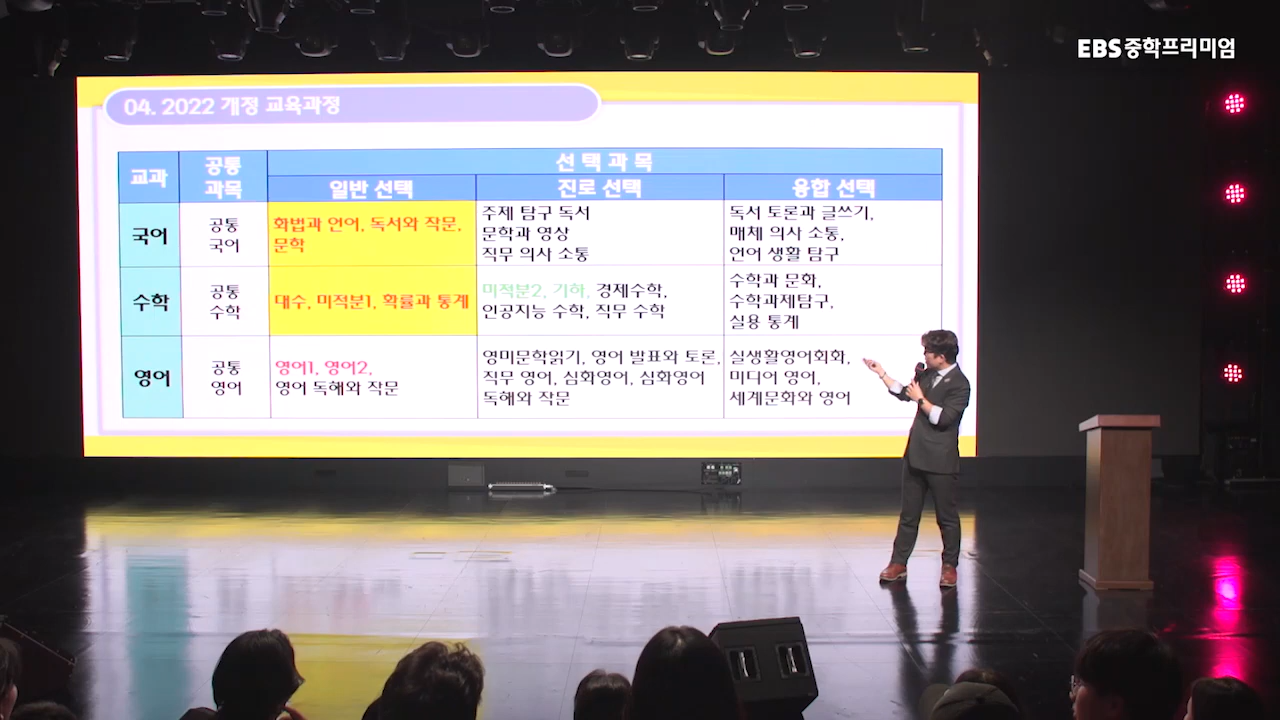 EBS 중학프리미엄
04. 2022 개정 교육과정
교과
공통
과목
선 택 과 목
일반 선택
진로 선택
융합 선택
국어
공통
국어
화법과 언어, 독서와 작문,
문학
주제 탐구 독서
문학과 영상
직무 의사 소통
독서 토론과 글쓰기,
매체 의사 소통,
언어 생활 탐구
수학
공통
수학
대수, 미적분1, 확률과 통계
미적분2, 기하, 경제수학,
인공지능 수학, 직무 수학
수학과 문화,
수학과제탐구,
실용 통계
영어
공통
영어
영어1, 영어2,
영어 독해와 작문
영미문학읽기, 영어 발표와 토론,
직무 영어, 심화영어, 심화영어
독해와 작문
실생활영어회화,
미디어 영어,
세계문화와 영어